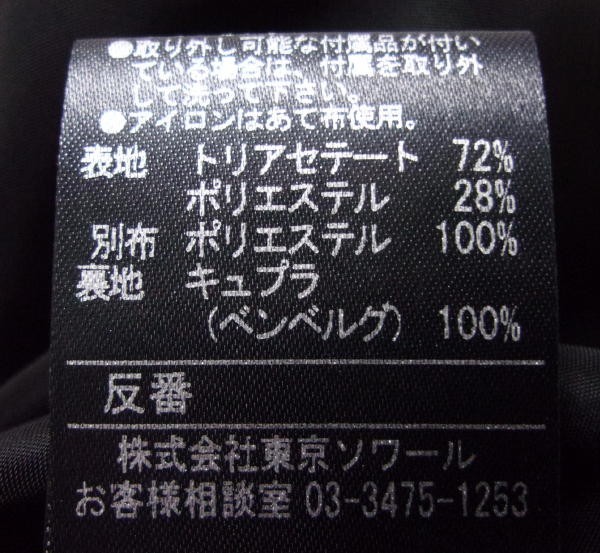 ●取り外し可能な付属品が付い
ている場合は、付属を取り外
して洗って下さい。
●アイロンはあて布使用。
表地 トリアセテート 72%
ポリエステル 28%
別布 ポリエステル 100%
裏地 キュプラ
(ベンベルグ) 100%
反番
株式会社東京ソワール
お客様相談室 03-3475-1253